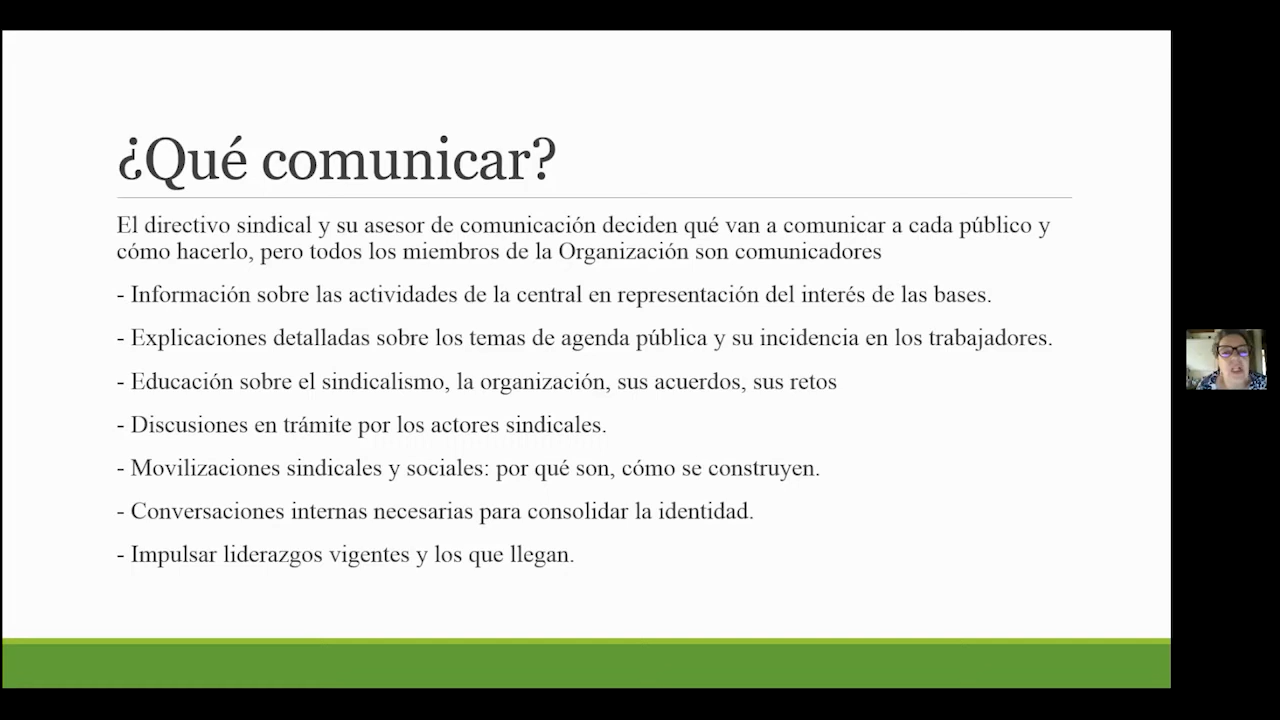 ¿Qué comunicar?
El directivo sindical y su asesor de comunicación deciden qué van a comunicar a cada público y
cómo hacerlo, pero todos los miembros de la Organización son comunicadores
- Información sobre las actividades de la central en representación del interés de las bases.
- Explicaciones detalladas sobre los temas de agenda pública y su incidencia en los trabajadores.
- Educación sobre el sindicalismo, la organización, sus acuerdos, sus retos
- Discusiones en trámite por los actores sindicales.
- Movilizaciones sindicales y sociales: por qué son, cómo se construyen.
- Conversaciones internas necesarias para consolidar la identidad.
- Impulsar liderazgos vigentes y los que llegan.